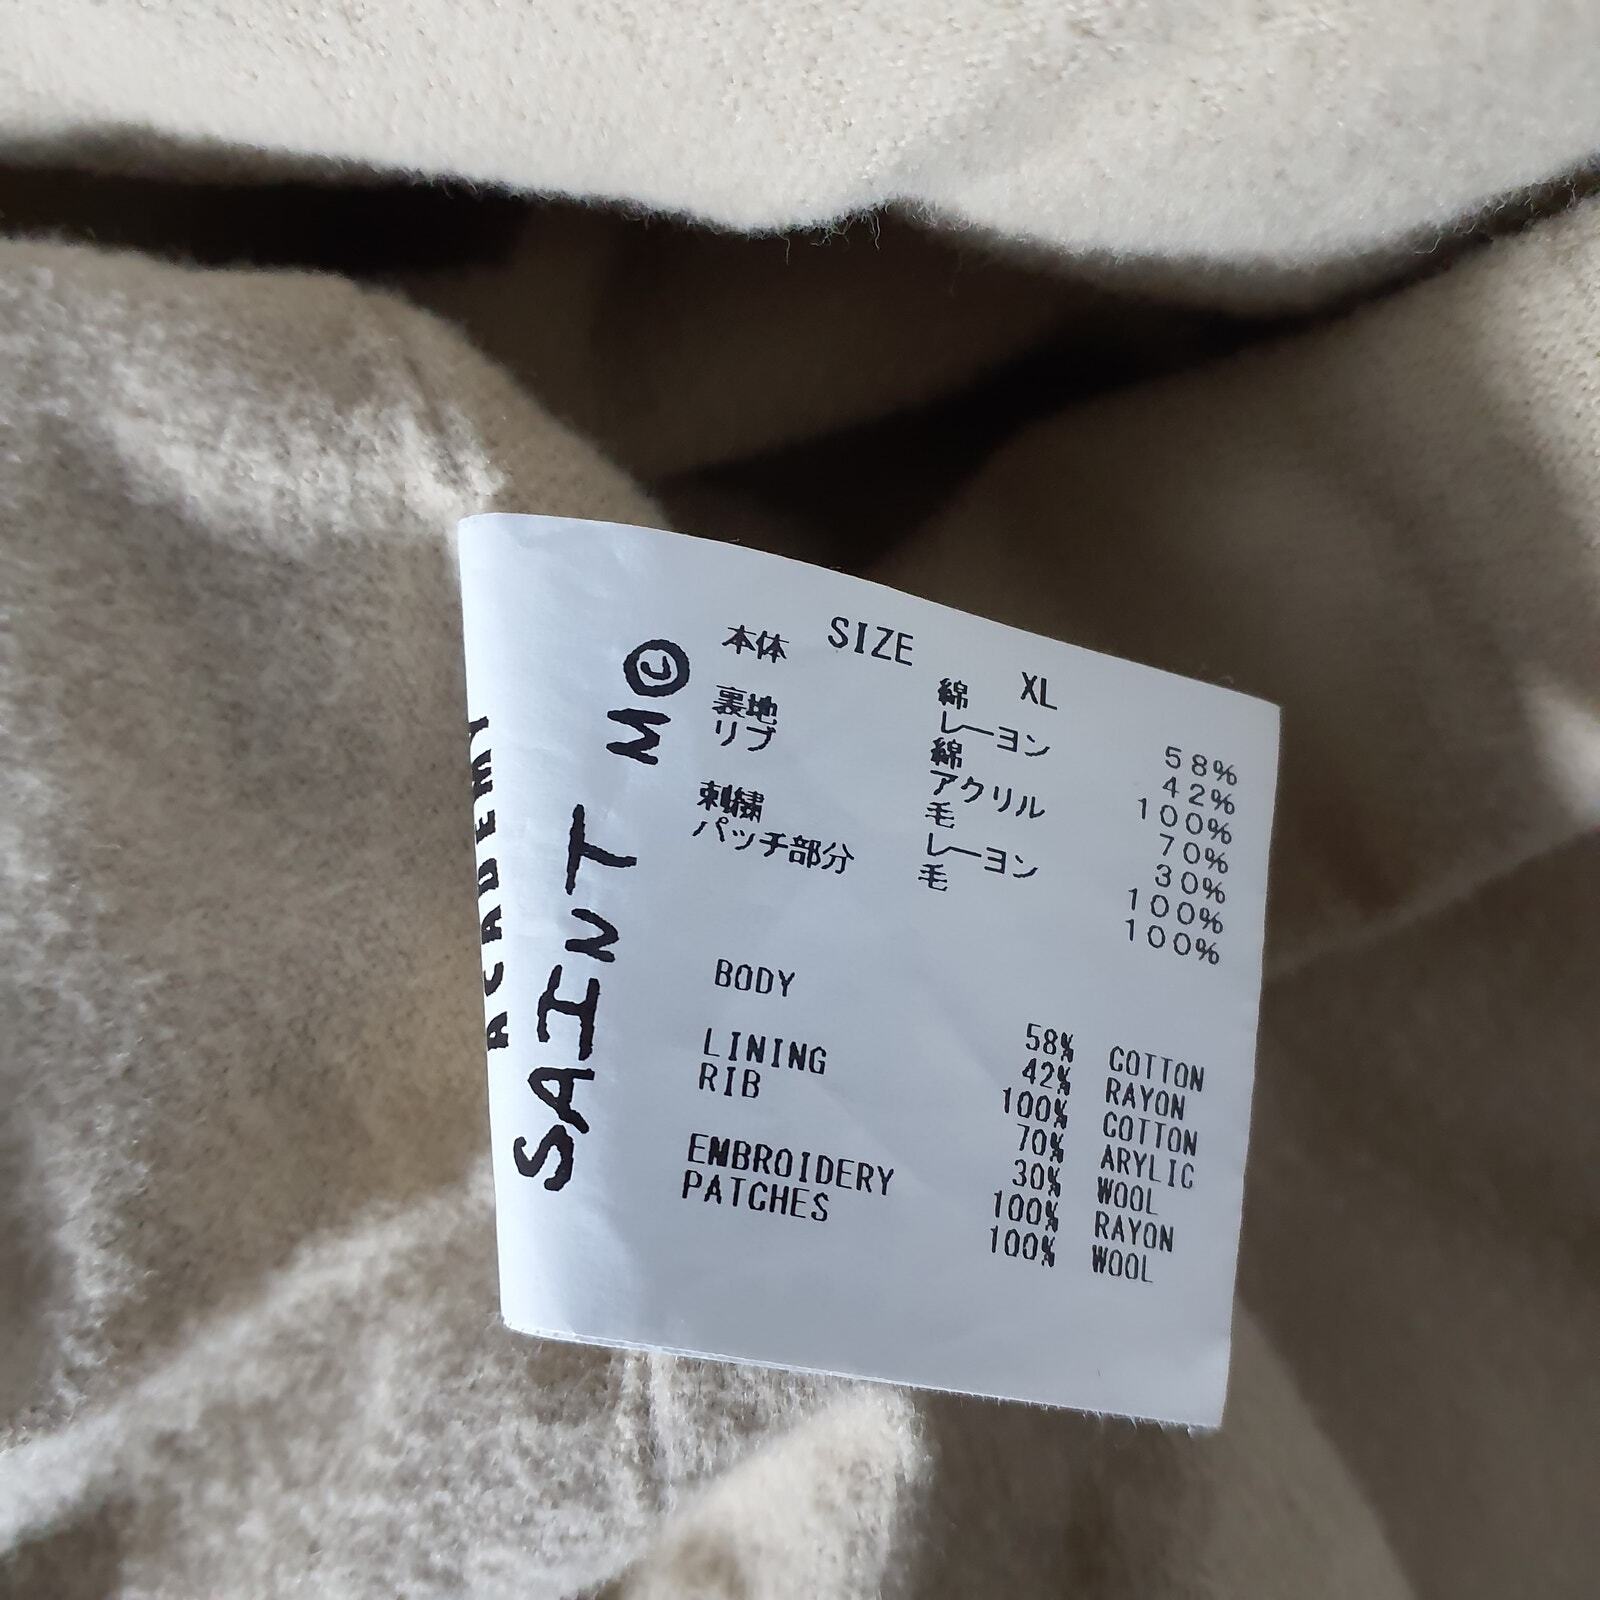 SIZE XL
本体 綿 58%
レーヨン 42%
裏地 綿 100%
リブ アクリル 70%
毛 30%
刺繍 レーヨン 100%
パッチ部分 毛 100%
BODY 58% COTTON
42% RAYON
LINING 100% COTTON
RIB 70% ARYLIC
30% WOOL
EMBROIDERY 100% RAYON
PATCHES 100% WOOL
SAINT M©
ACADEMY